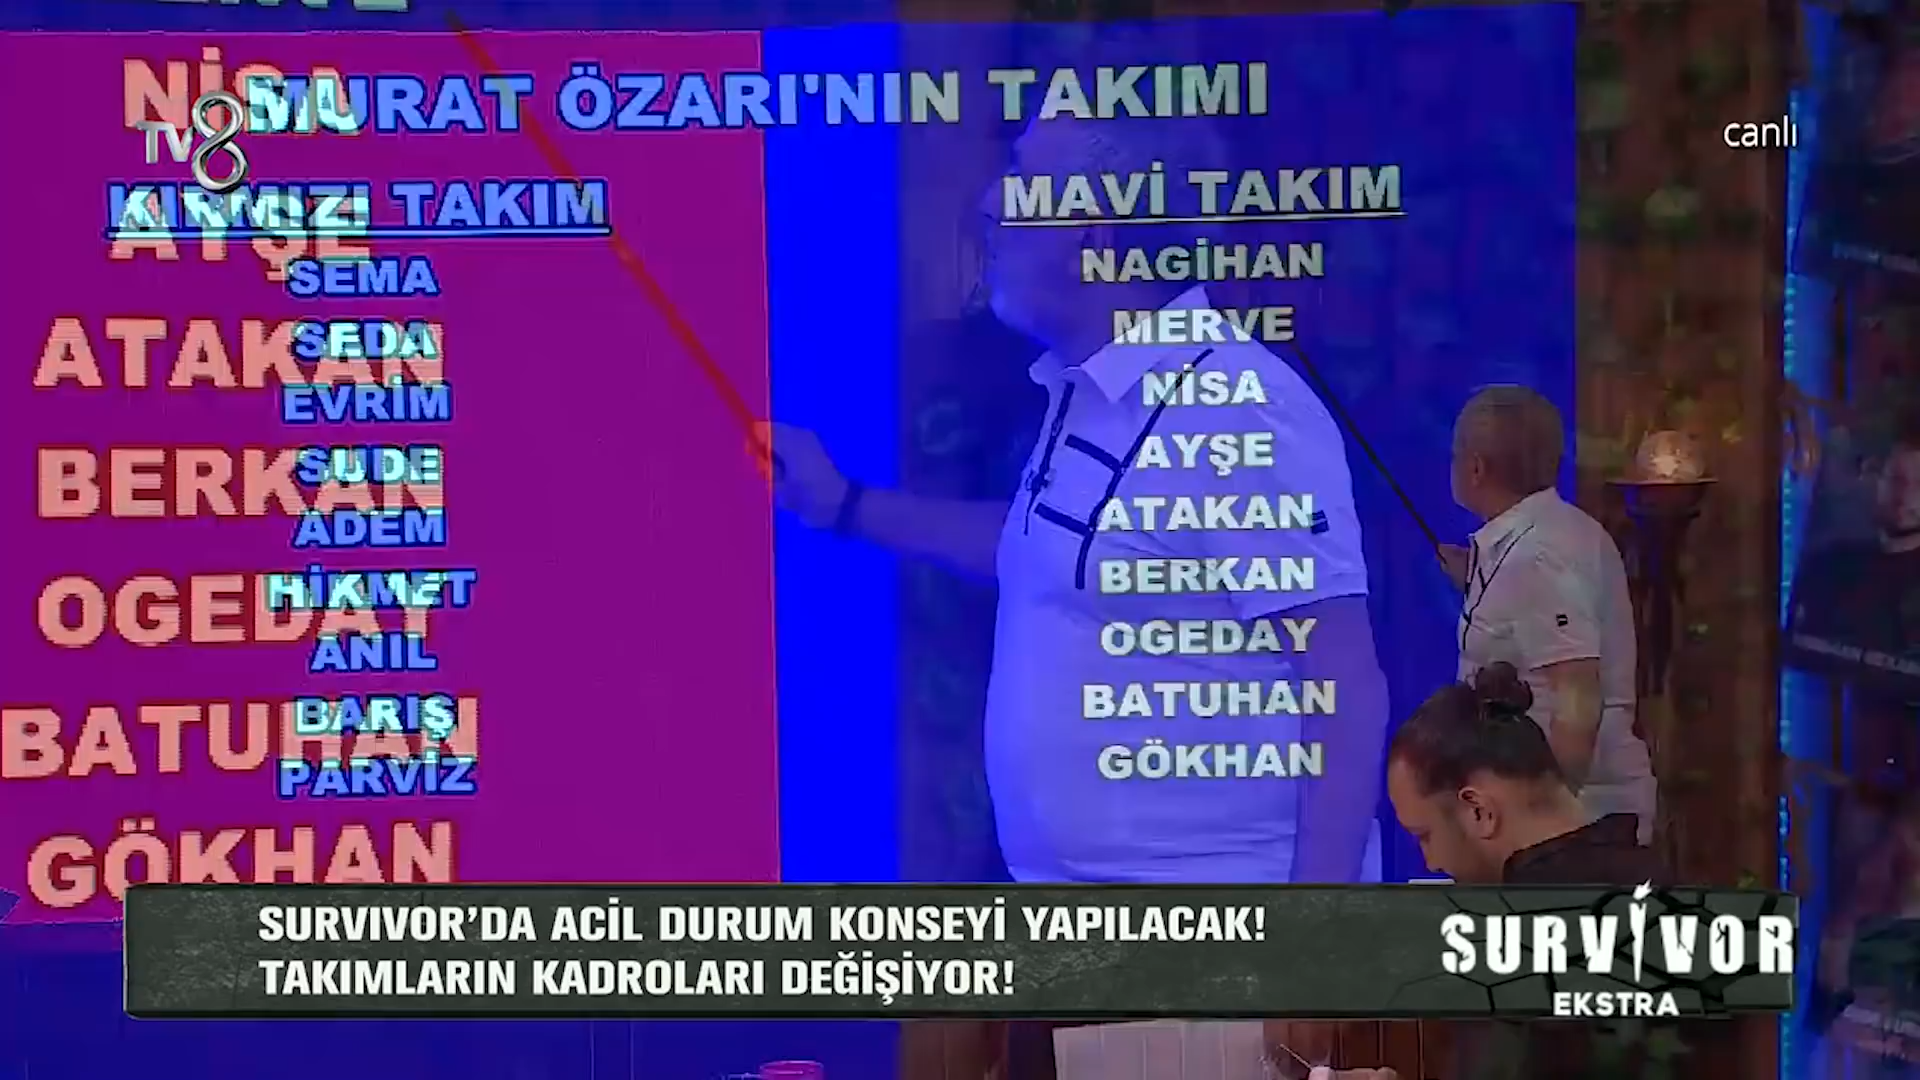 NİSA
MURAT ÖZARI'NIN TAKIMI
TV8
canlı
KIRMIZI TAKIM
AYŞE
SEMA
ATAKAN
SEDA
EVRİM
BERKAN
SUDE
ADEM
OGEDAY
HİKMET
ANIL
BATUHAN
BARIŞ
PARVİZ
GÖKHAN
MAVİ TAKIM
NAGİHAN
MERVE
NİSA
AYŞE
ATAKAN
BERKAN
OGEDAY
BATUHAN
GÖKHAN
SURVIVOR'DA ACİL DURUM KONSEYİ YAPILACAK!
TAKIMLARIN KADROLARI DEĞİŞİYOR!
SURVIVOR
EKSTRA